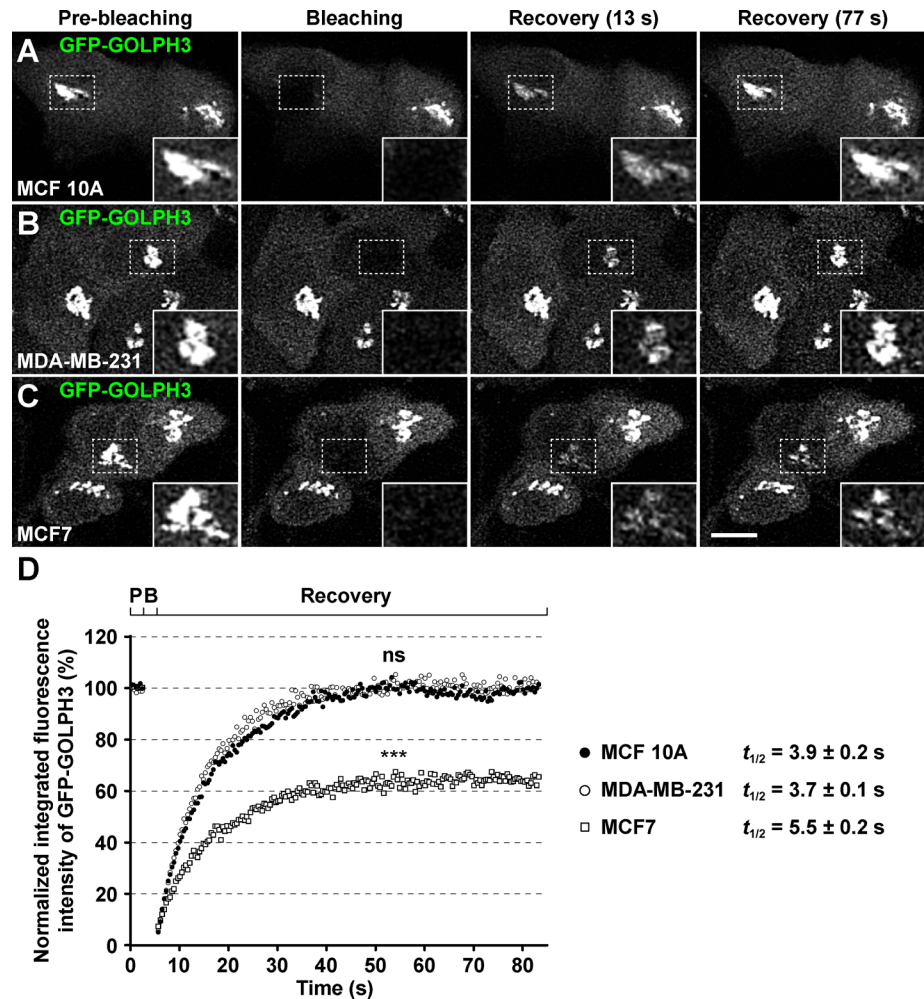 Pre-bleaching Bleaching Recovery (13 s) Recovery (77 s)
A GFP-GOLPH3
MCF 10A
B GFP-GOLPH3
MDA-MB-231
C GFP-GOLPH3
MCF7
D
P B Recovery
Normalized integrated fluorescence
intensity of GFP-GOLPH3 (%)
120
100
80
60
40
20
0
ns
***
0 10 20 30 40 50 60 70 80
Time (s)
MCF 10A t1/2 = 3.9 ± 0.2 s
MDA-MB-231 t1/2 = 3.7 ± 0.1 s
MCF7 t1/2 = 5.5 ± 0.2 s